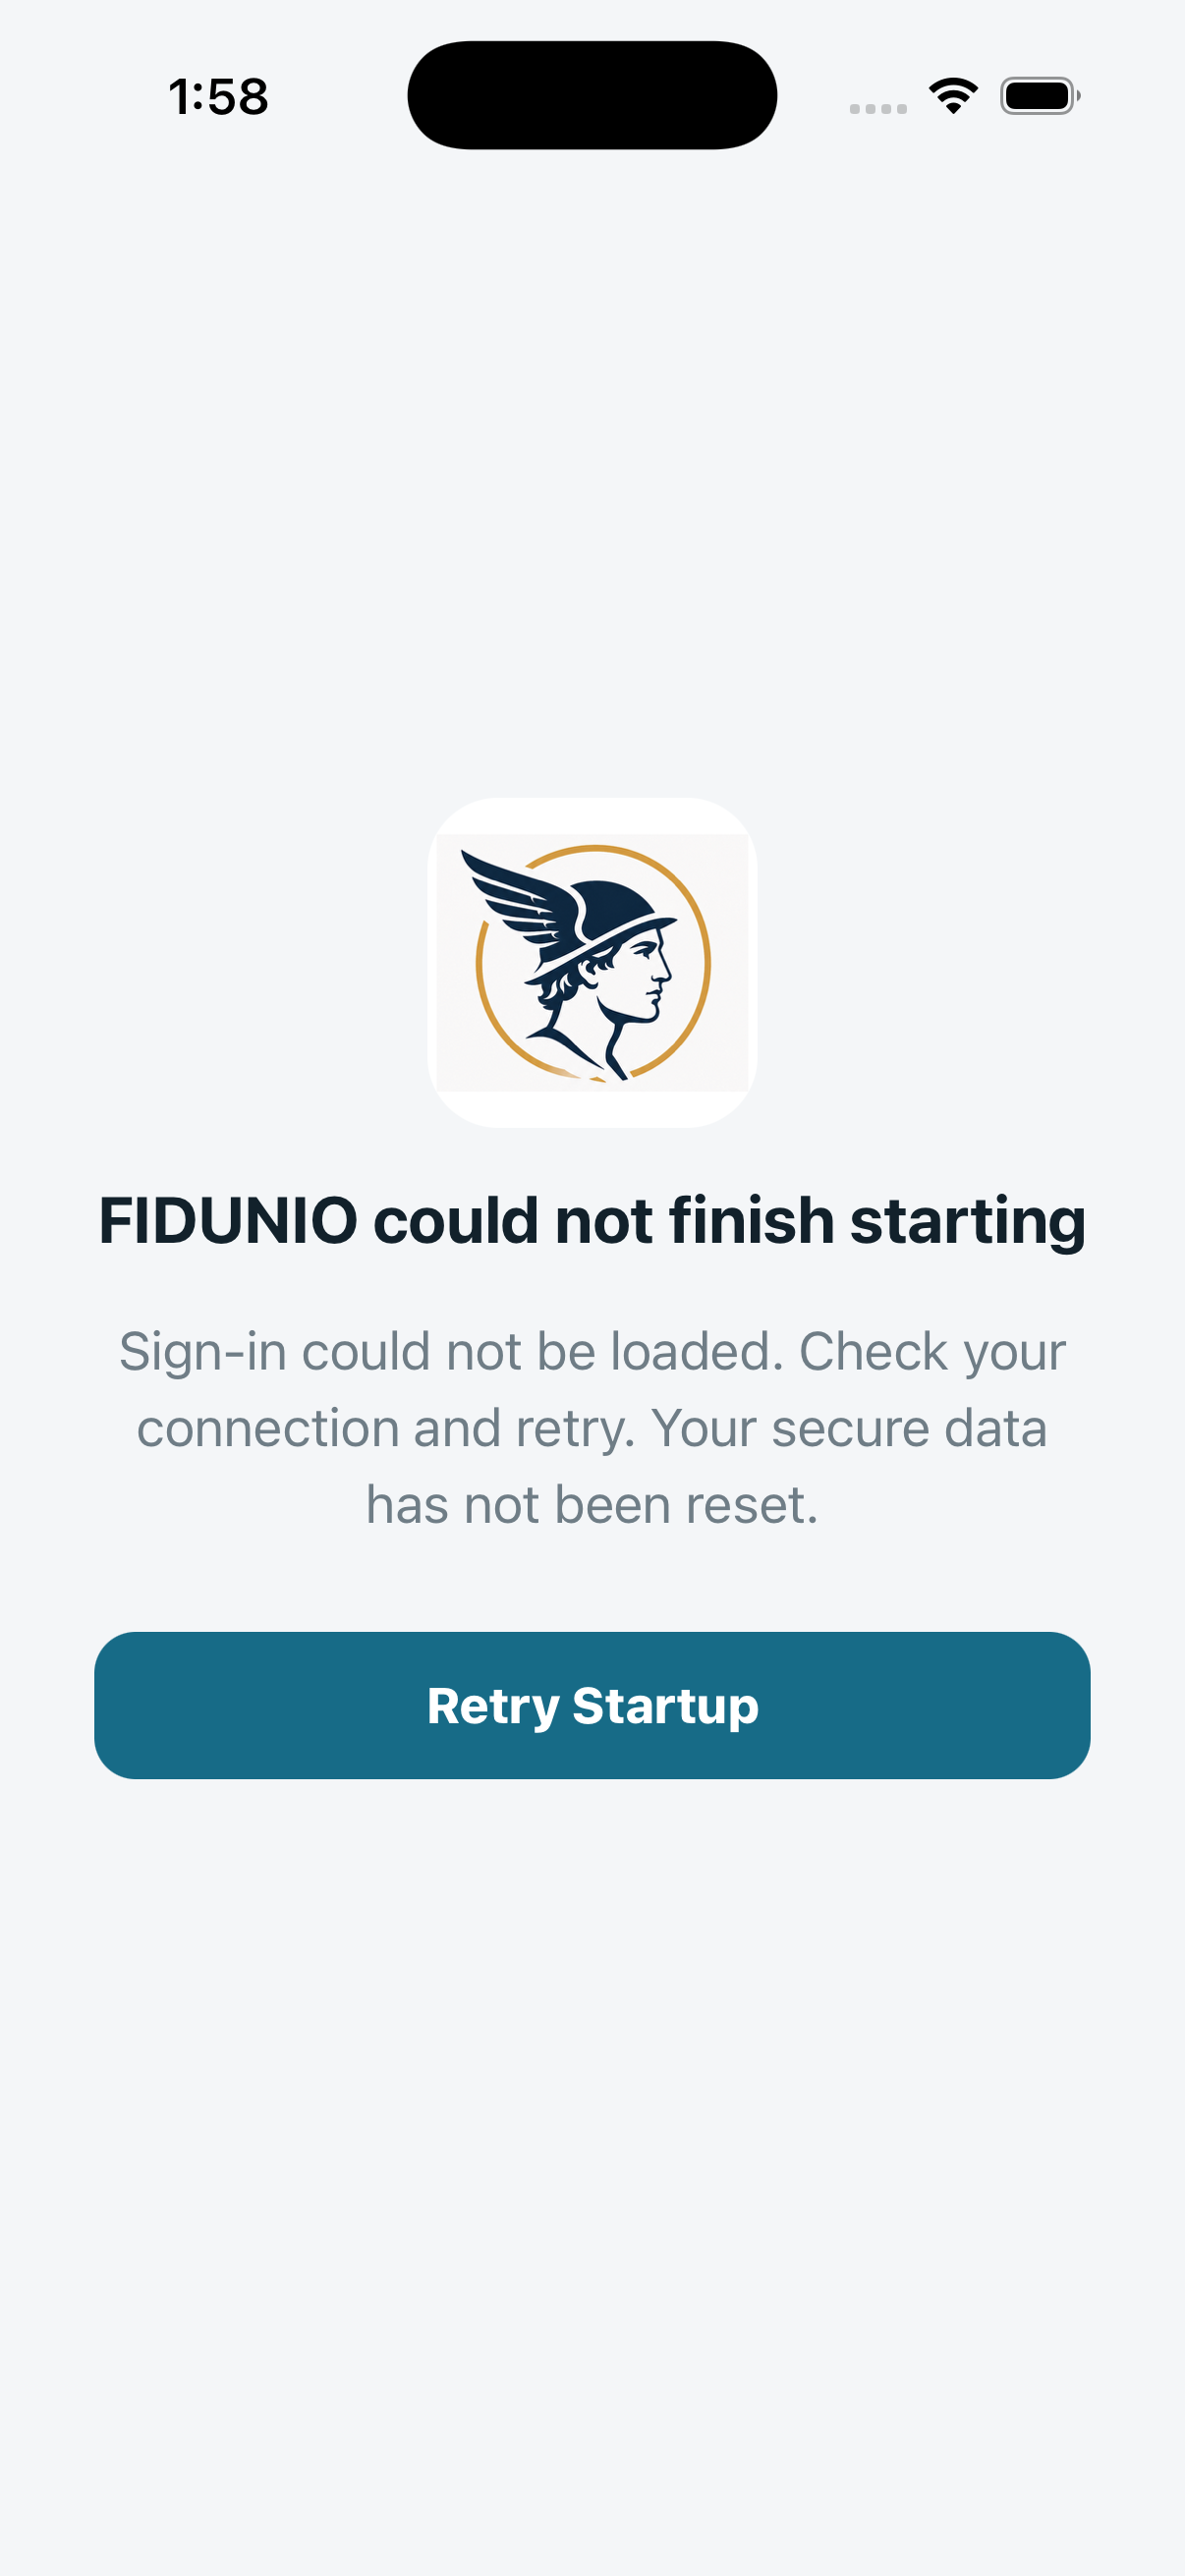 1:58
FIDUNIO could not finish starting
Sign-in could not be loaded. Check your
connection and retry. Your secure data
has not been reset.
Retry Startup